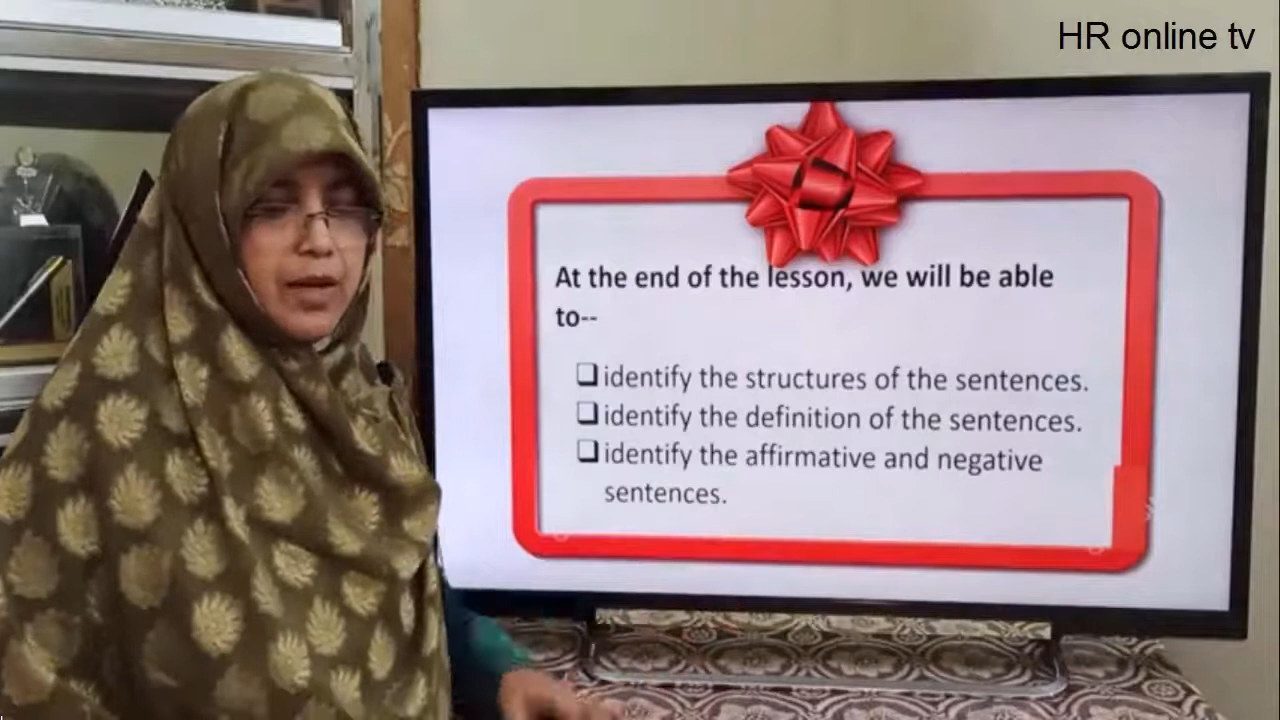 HR online tv
At the end of the lesson, we will be able
to--
identify the structures of the sentences.
identify the definition of the sentences.
identify the affirmative and negative
sentences.